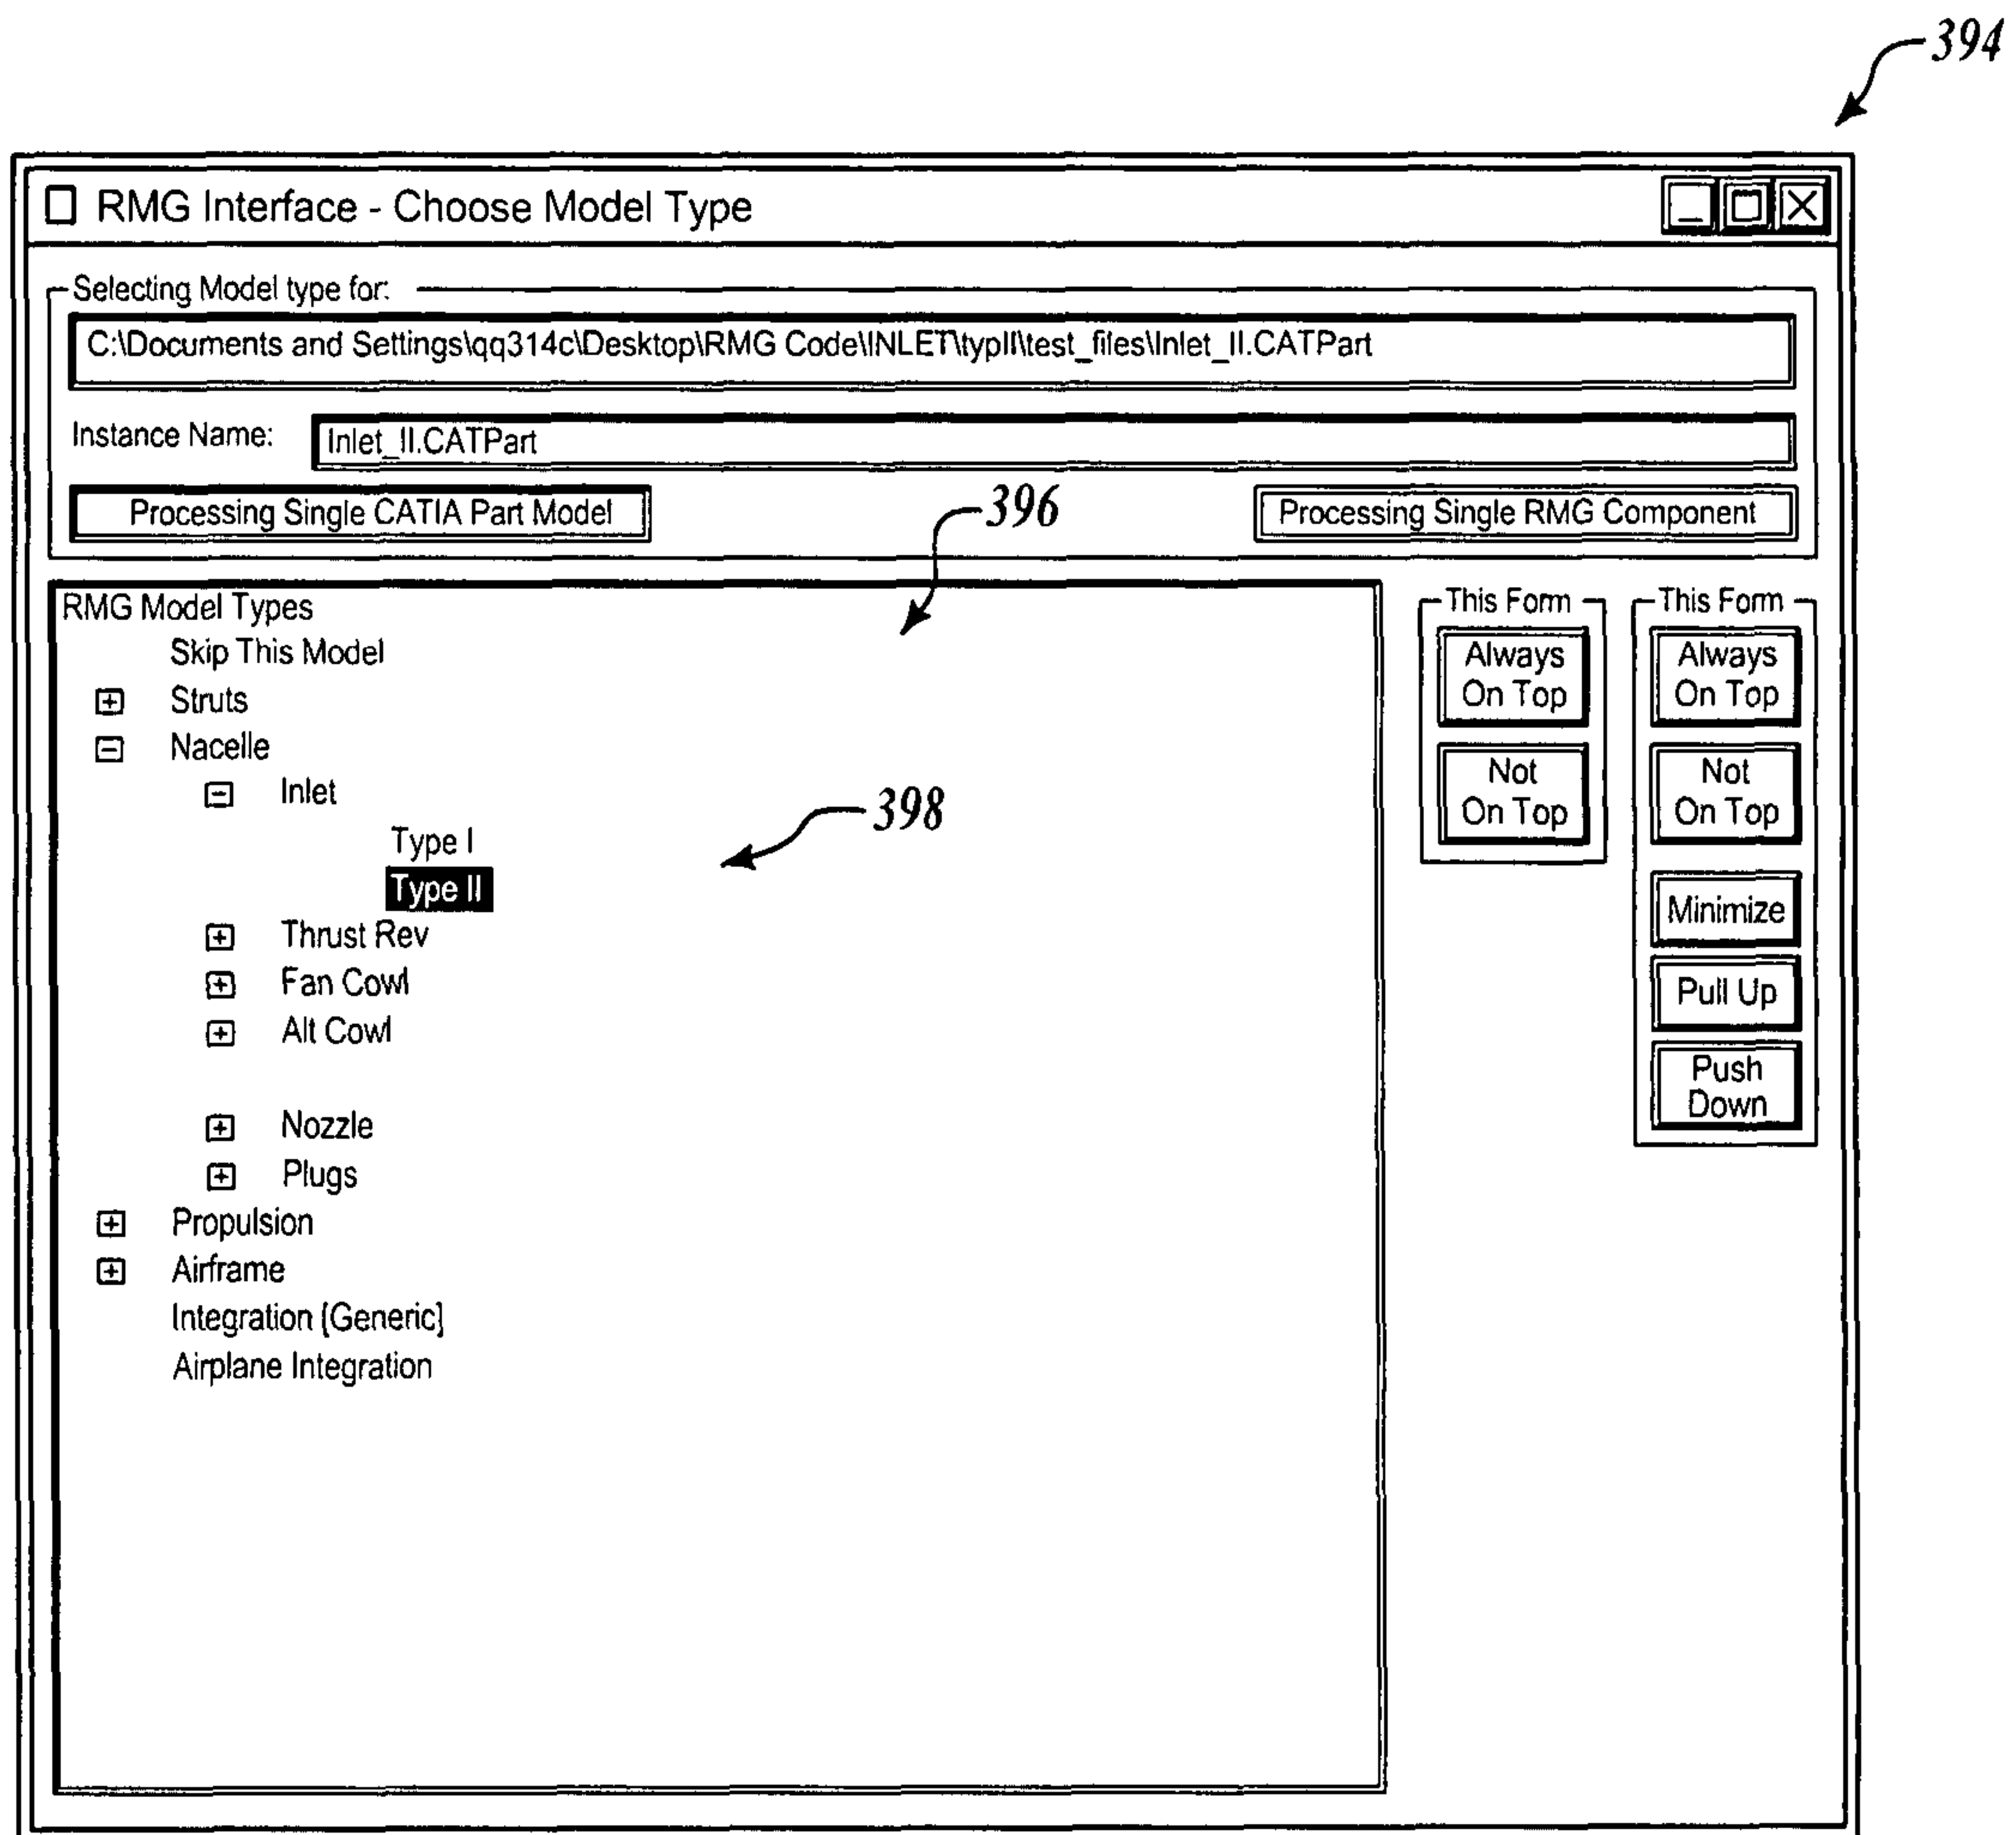 394
RMG Interface - Choose Model Type
Selecting Model type for:
C:\Documents and Settings\qq314c\Desktop\RMG Code\INLET\typII\test_files\Inlet_II.CATPart
Instance Name: Inlet_II.CATPart
Processing Single CATIA Part Model
396
Processing Single RMG Component
RMG Model Types
Skip This Model
Struts
Nacelle
Inlet
398
Type I
Type II
Thrust Rev
Fan Cowl
Alt Cowl
Nozzle
Plugs
Propulsion
Airframe
Integration [Generic]
Airplane Integration
This Form
Always
On Top
Not
On Top
This Form
Always
On Top
Not
On Top
Minimize
Pull Up
Push
Down